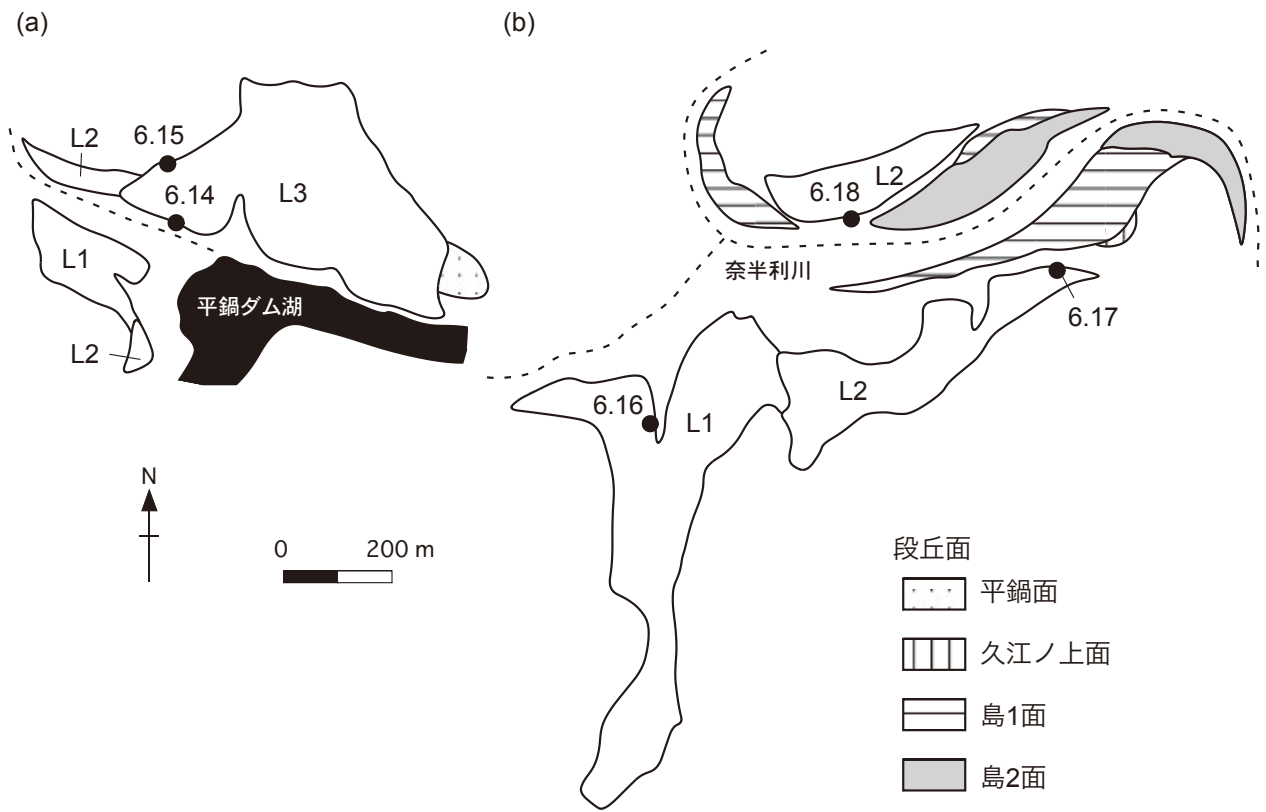 (a)
(b)
L2
6.15
6.14
L3
L1
平鍋ダム湖
L2
6.18
L2
奈半利川
6.17
L2
6.16
L1
N
0 200 m
段丘面
平鍋面
久江ノ上面
島1面
島2面